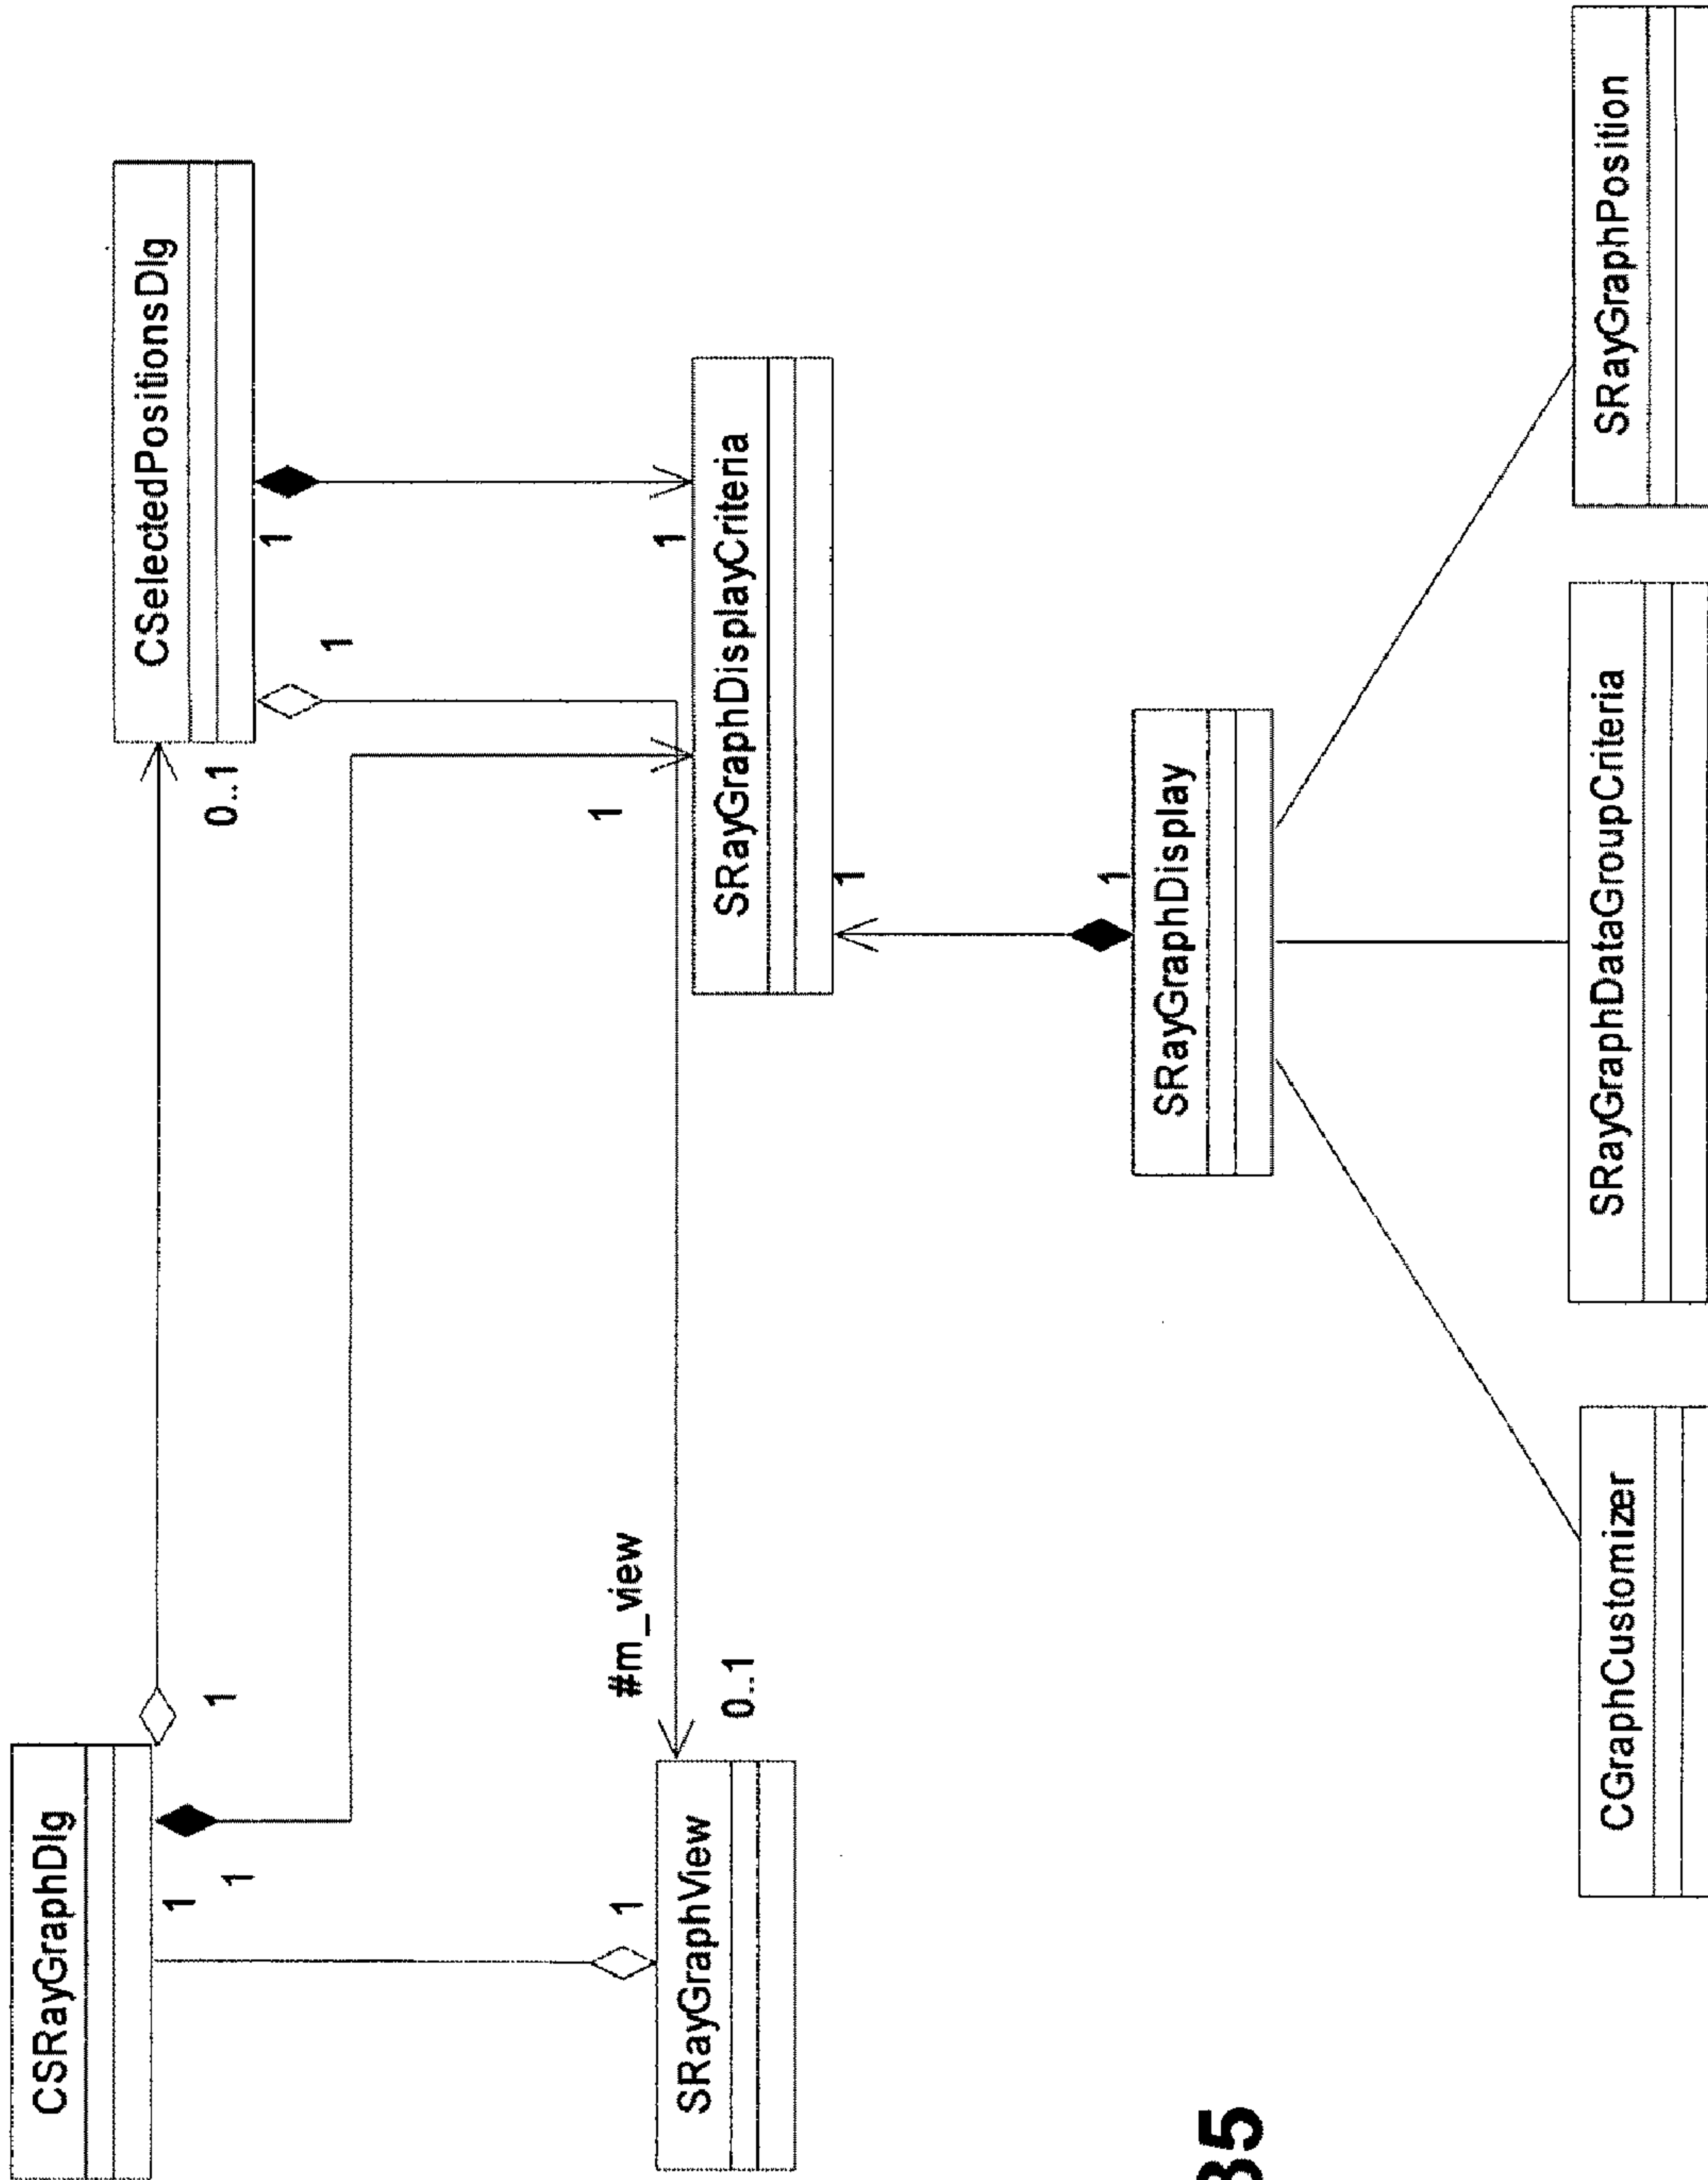 CSRayGraphDlg
1
1
1
0..1
CSelectedPositionsDlg
1
1
1
1
#m_view
0..1
1
SRayGraphView
SRayGraphDisplayCriteria
1
1
SRayGraphDisplay
CGraphCustomizer
SRayGraphDataGroupCriteria
SRayGraphPosition
35